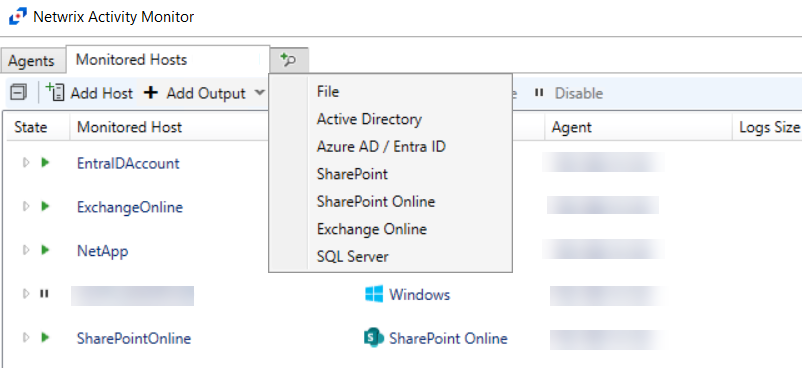 Netwrix Activity Monitor
Agents Monitored Hosts
Add Host Add Output Disable
File
Active Directory
Azure AD / Entra ID
SharePoint
SharePoint Online
Exchange Online
SQL Server
State Monitored Host Agent Logs Size
EntraIDAccount
ExchangeOnline
NetApp
Windows
SharePointOnline SharePoint Online